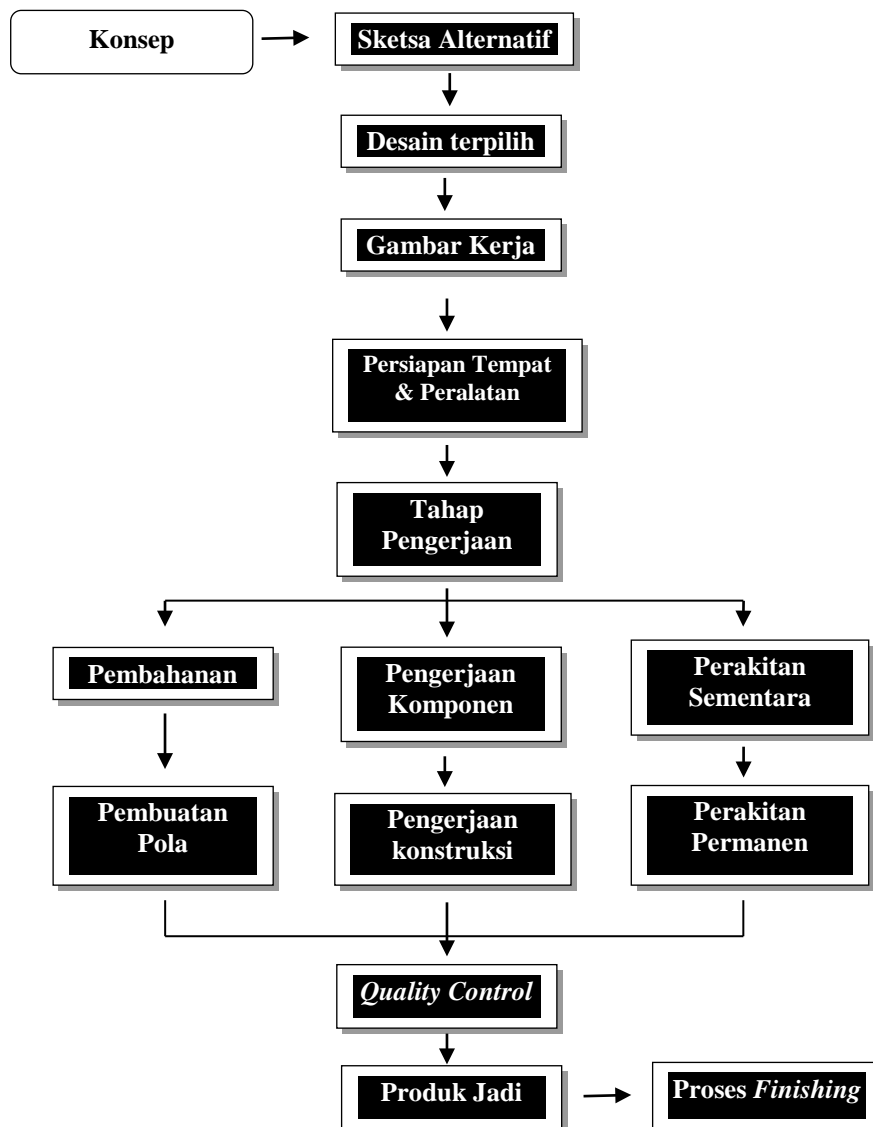 Konsep
Sketsa Alternatif
Desain terpilih
Gambar Kerja
Persiapan Tempat
& Peralatan
Tahap
Pengerjaan
Pembahanan
Pengerjaan
Komponen
Perakitan
Sementara
Pembuatan
Pola
Pengerjaan
konstruksi
Perakitan
Permanen
Quality Control
Produk Jadi
Proses Finishing